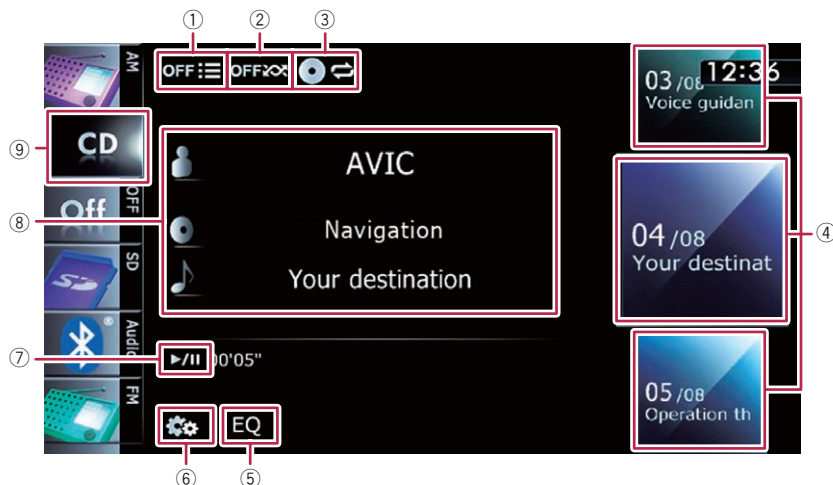 ① ② ③
AM
OFF OFF
03/08 12:36
Voice guidan
⑨
CD
AVIC
⑧
OFF
Off
Navigation
④
04/08
Your destinat
SD
Your destination
Audio
⑦
►/II 00'05"
FM
05/08
Operation th
EQ
⑥ ⑤